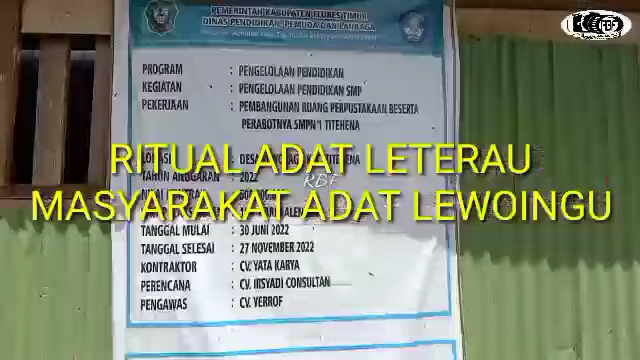 PEMERINTAH KABUPATEN FLORES TIMUR
DINAS PENDIDIKAN, PEMUDA DAN OLAHRAGA
PROGRAM : PENGELOLAAN PENDIDIKAN
KEGIATAN : PENGELOLAAN PENDIDIKAN SMP
PEKERJAAN : PEMBANGUNAN RUANG PERPUSTAKAAN BESERTA
PERABOTNYA SMPN 1 TITEHENA
RITUAL ADAT LETERAU
TAHUN ANGGARAN : 2022
RBF
MASYARAKAT ADAT LEWOINGU
TANGGAL MULAI : 30 JUNI 2022
TANGGAL SELESAI : 27 NOVEMBER 2022
KONTRAKTOR : CV. YATA KARYA
PERENCANA : CV. IRSYADI CONSULTAN
PENGAWAS : CV. YERROF